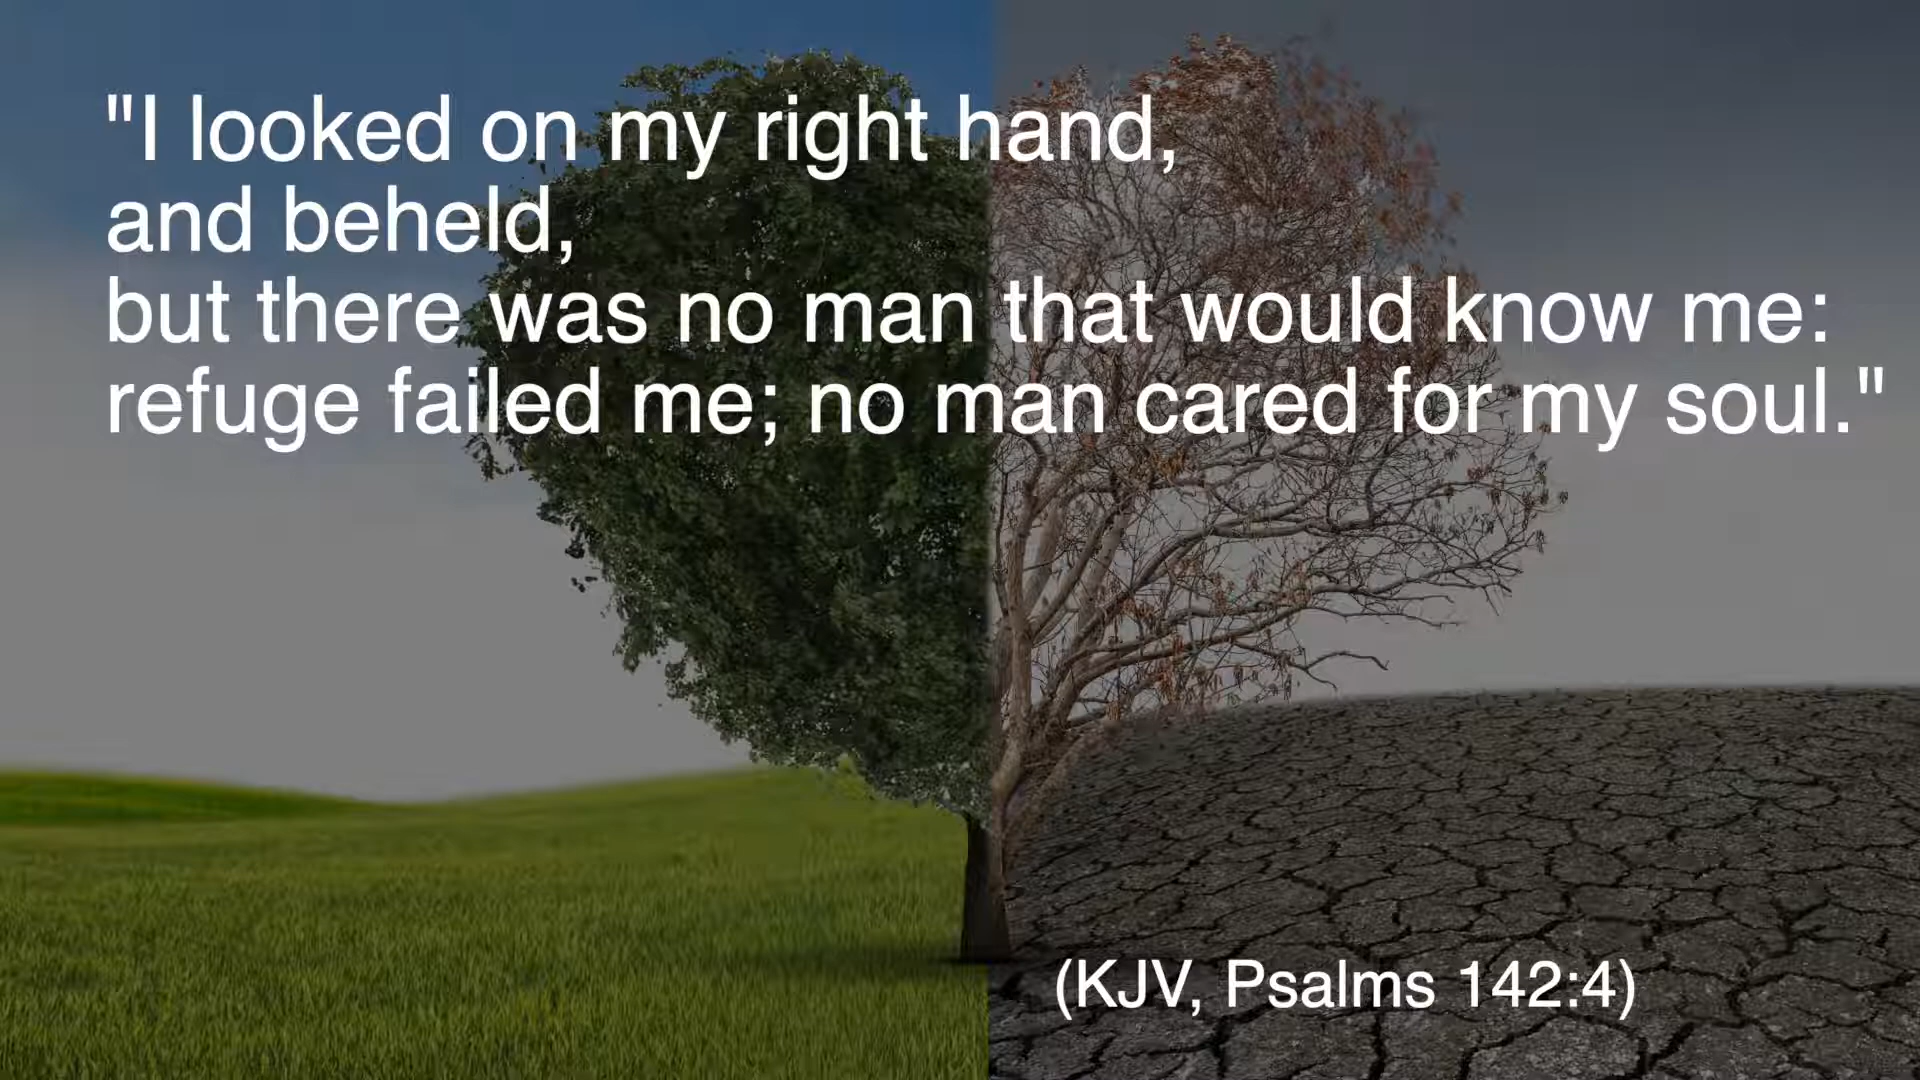 "I looked on my right hand,
and beheld,
but there was no man that would know me:
refuge failed me; no man cared for my soul."
(KJV, Psalms 142:4)